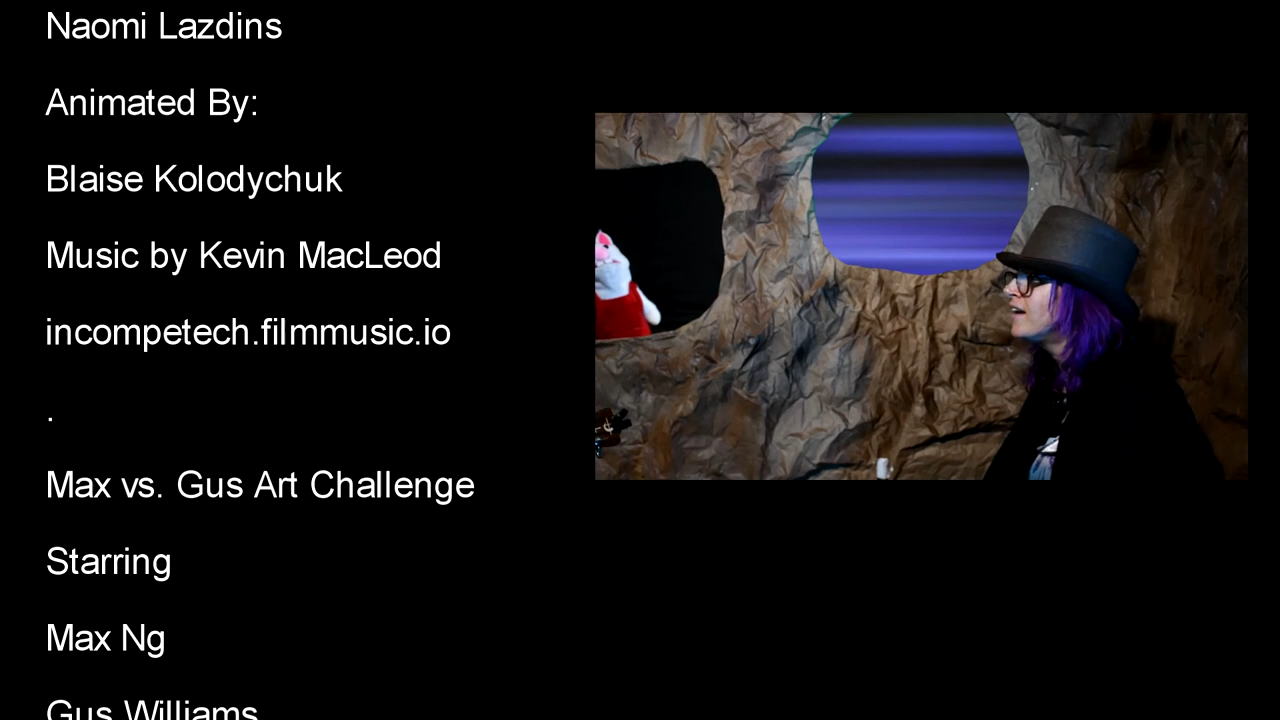 Naomi Lazdins
Animated By:
Blaise Kolodychuk
Music by Kevin MacLeod
incompetech.filmmusic.io
.
Max vs. Gus Art Challenge
Starring
Max Ng
Gus Williams